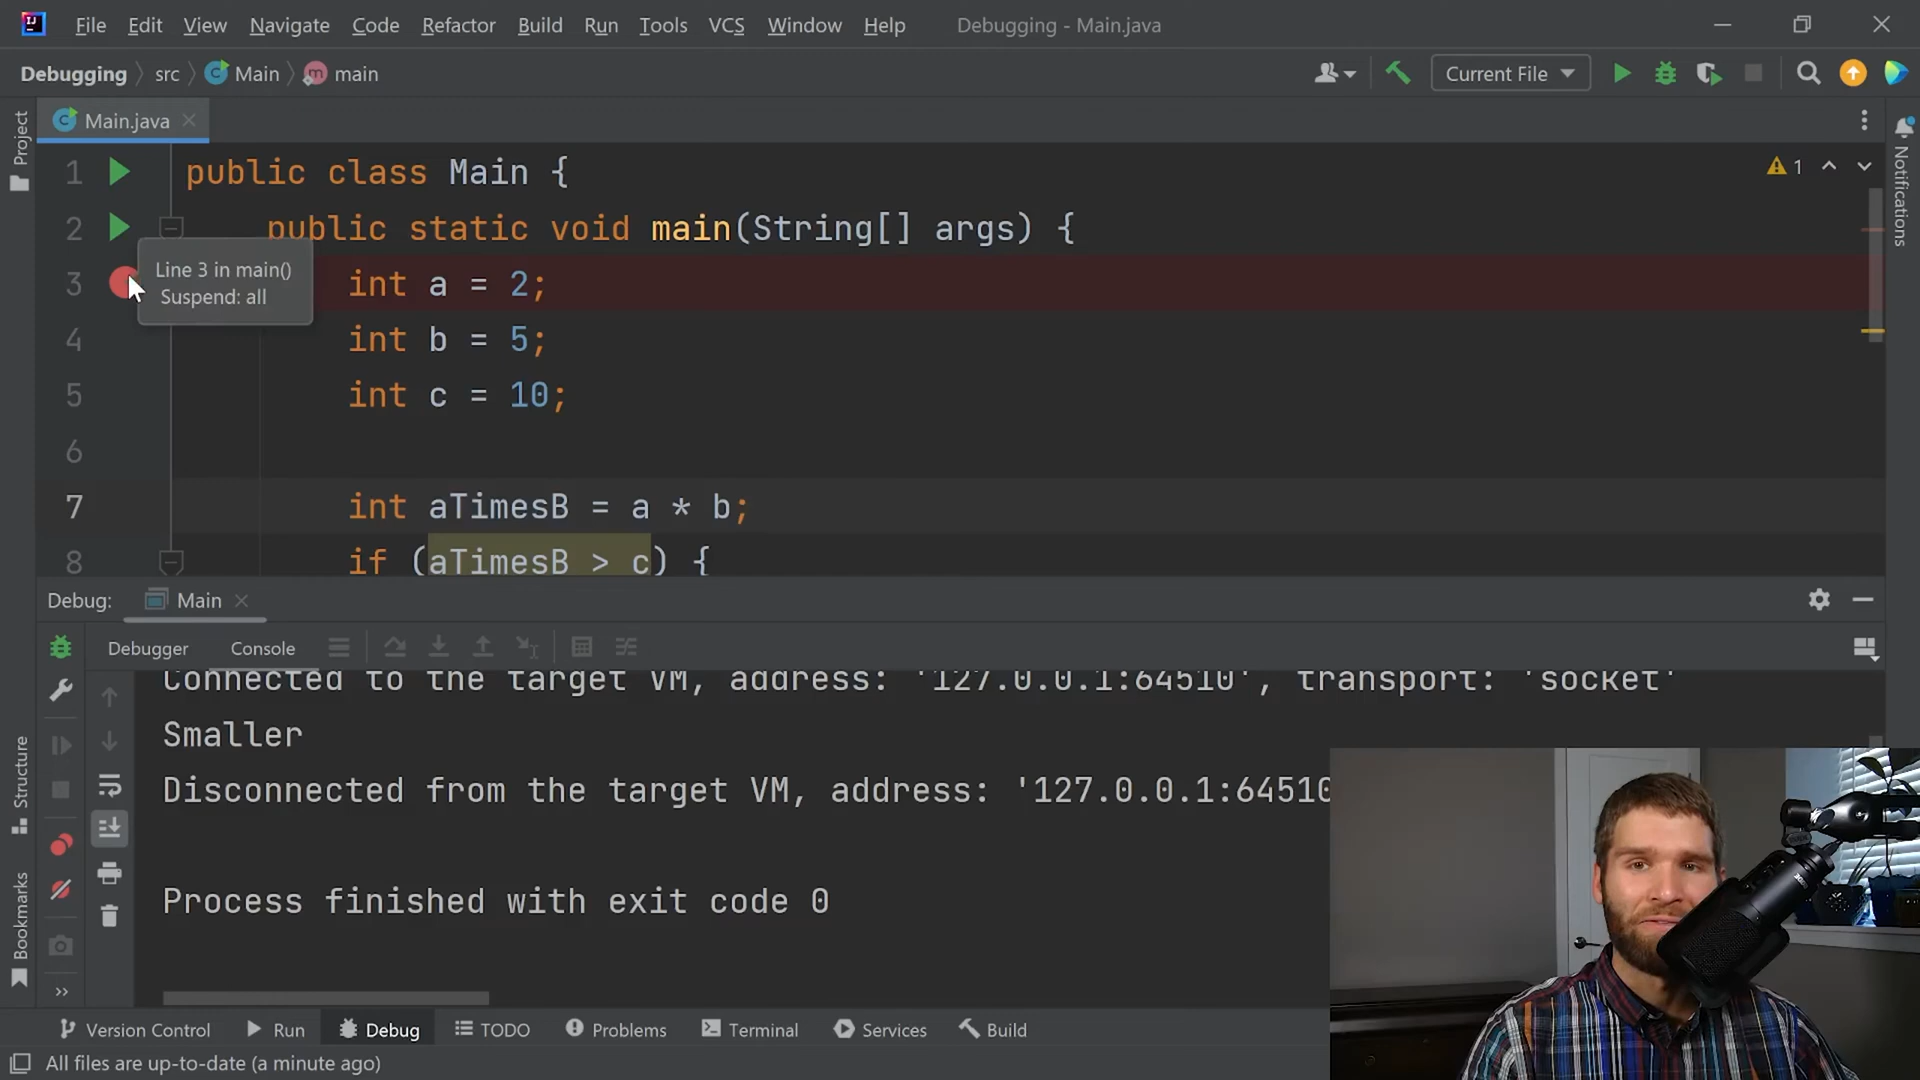 File Edit View Navigate Code Refactor Build Run Tools VCS Window Help Debugging - Main.java
Debugging src Main main Current File
Main.java
Project
Notifications
1 public class Main {
1
2 public static void main(String[] args) {
3 int a = 2;
Line 3 in main()
Suspend: all
4 int b = 5;
5 int c = 10;
6
7 int aTimesB = a * b;
8 if (aTimesB > c) {
Debug: Main
Debugger Console
Connected to the target VM, address: '127.0.0.1:64510', transport: 'socket'
Smaller
Disconnected from the target VM, address: '127.0.0.1:64510
Process finished with exit code 0
Structure
Bookmarks
Version Control Run Debug TODO Problems Terminal Services Build
All files are up-to-date (a minute ago)